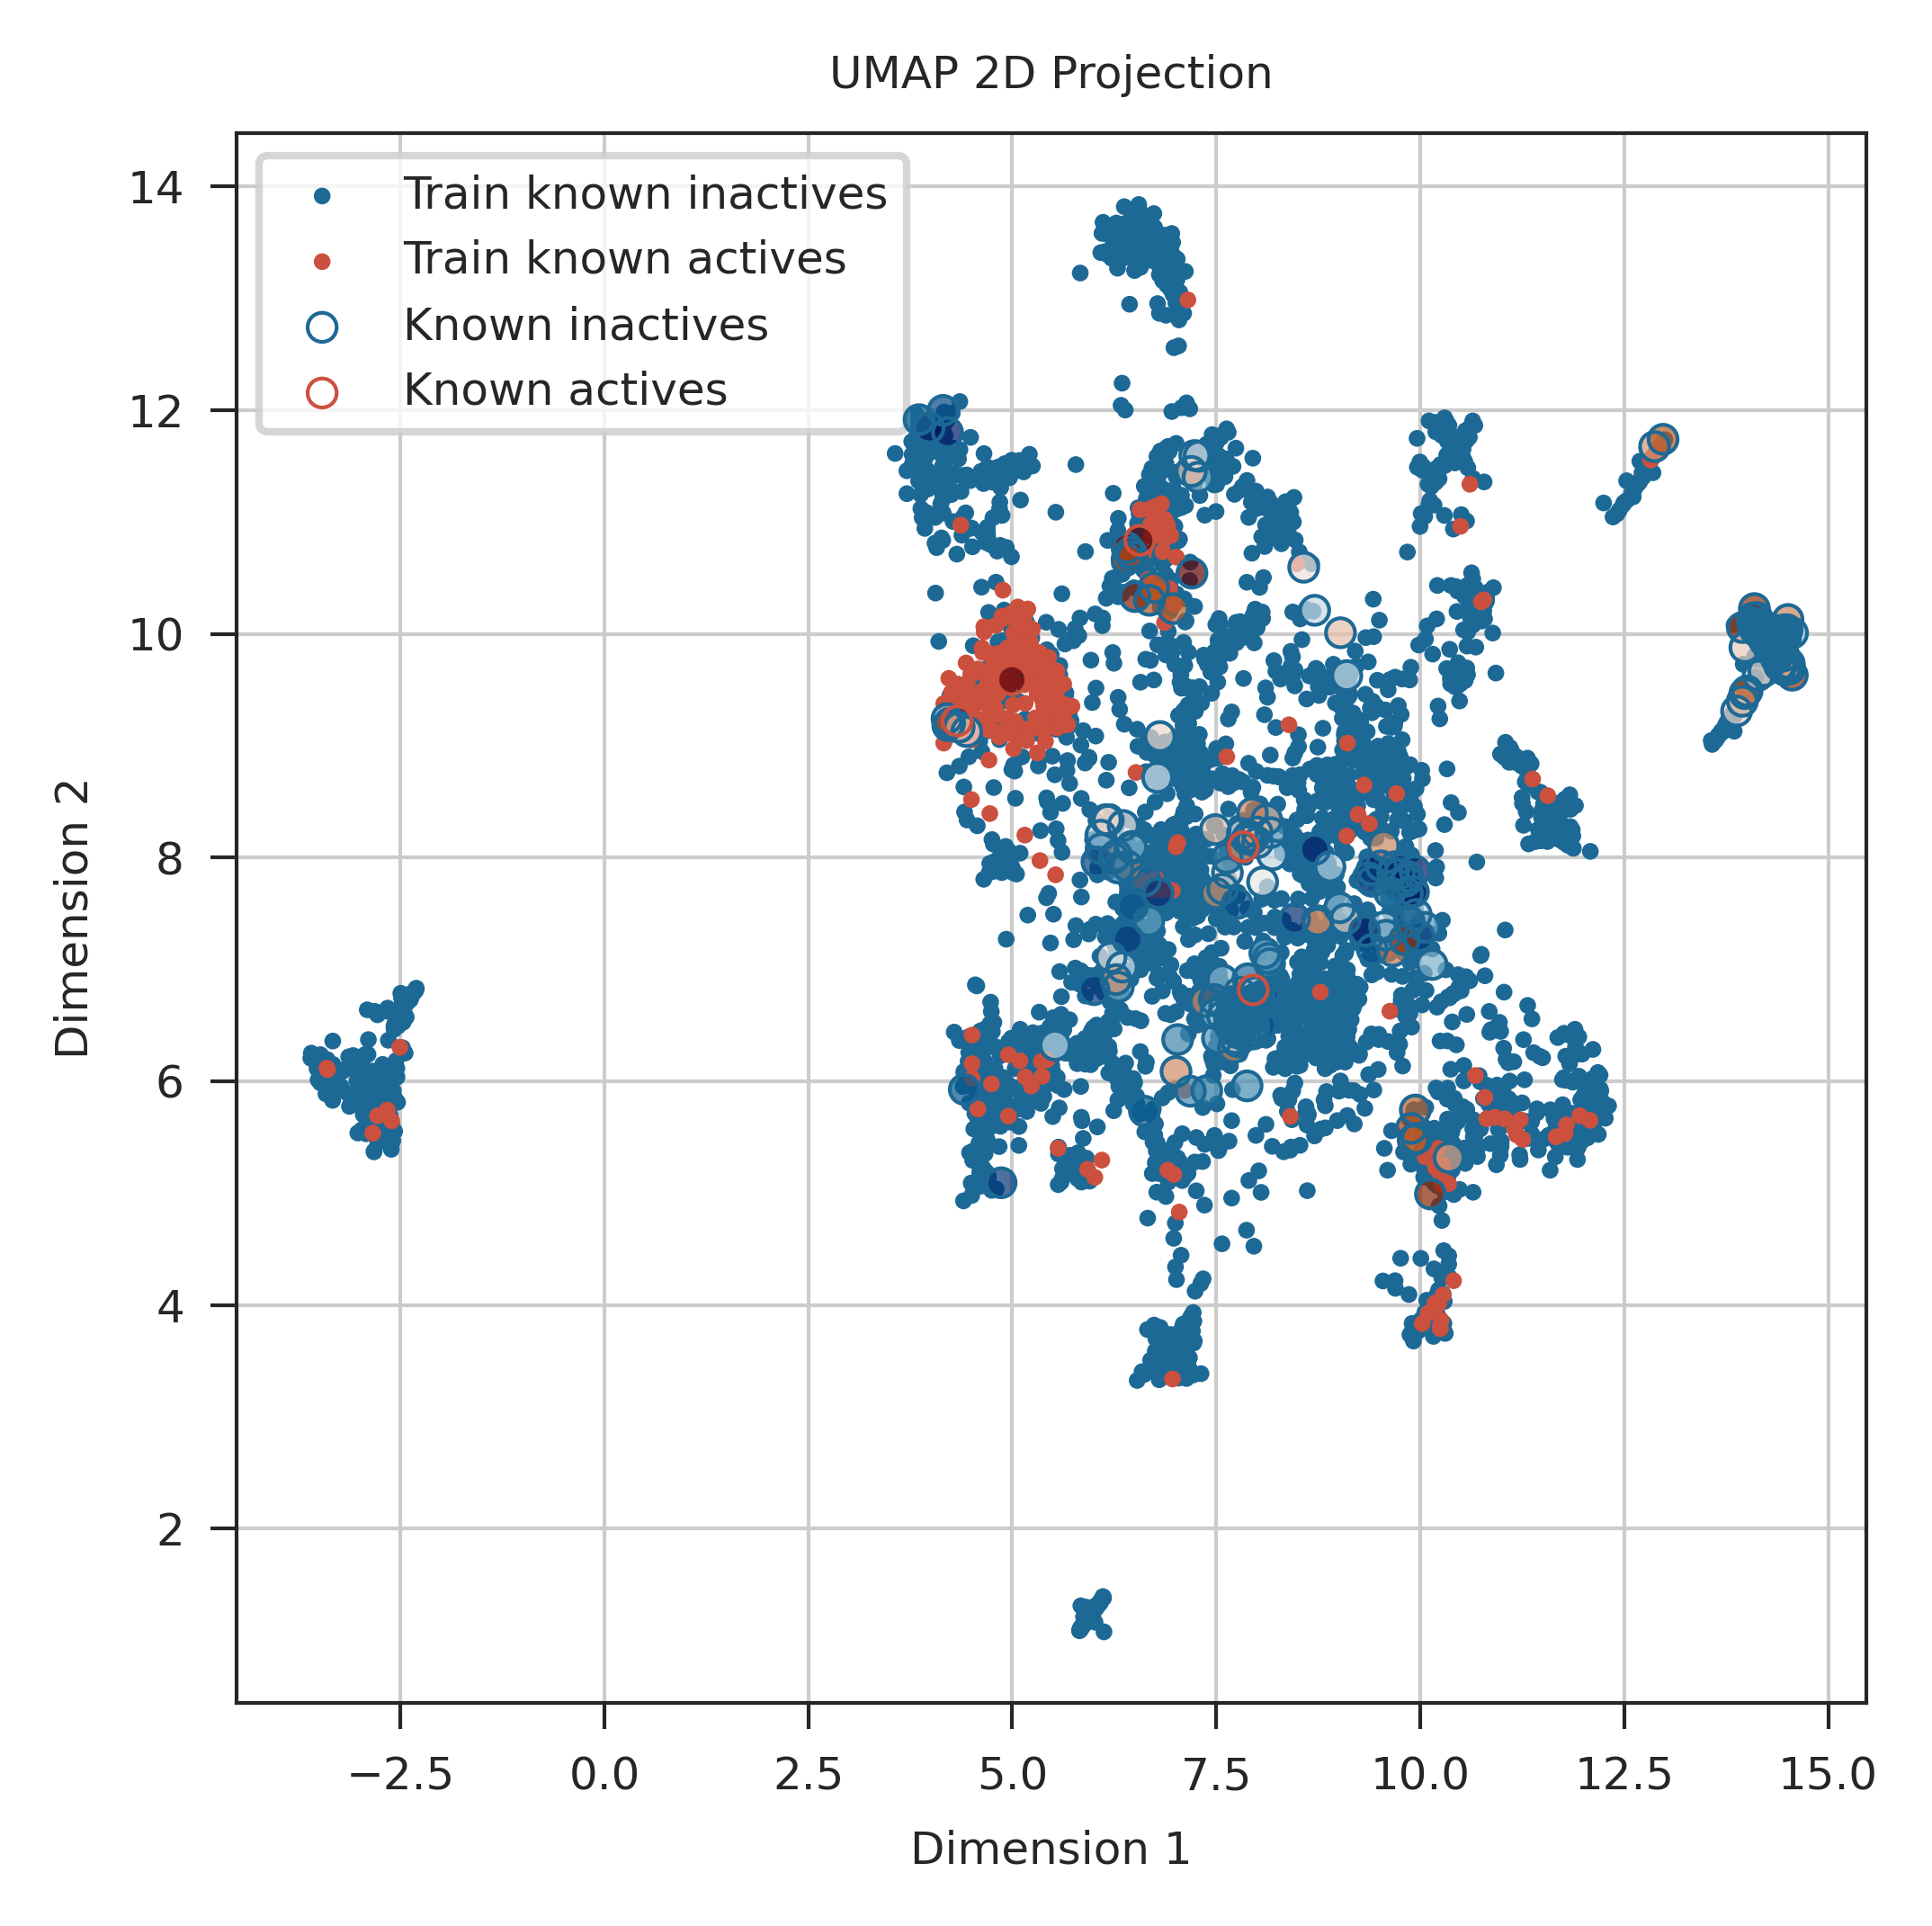 UMAP 2D Projection
Train known inactives
Train known actives
Known inactives
Known actives
14
12
10
8
6
4
2
Dimension 2
−2.5
0.0
2.5
5.0
7.5
10.0
12.5
15.0
Dimension 1